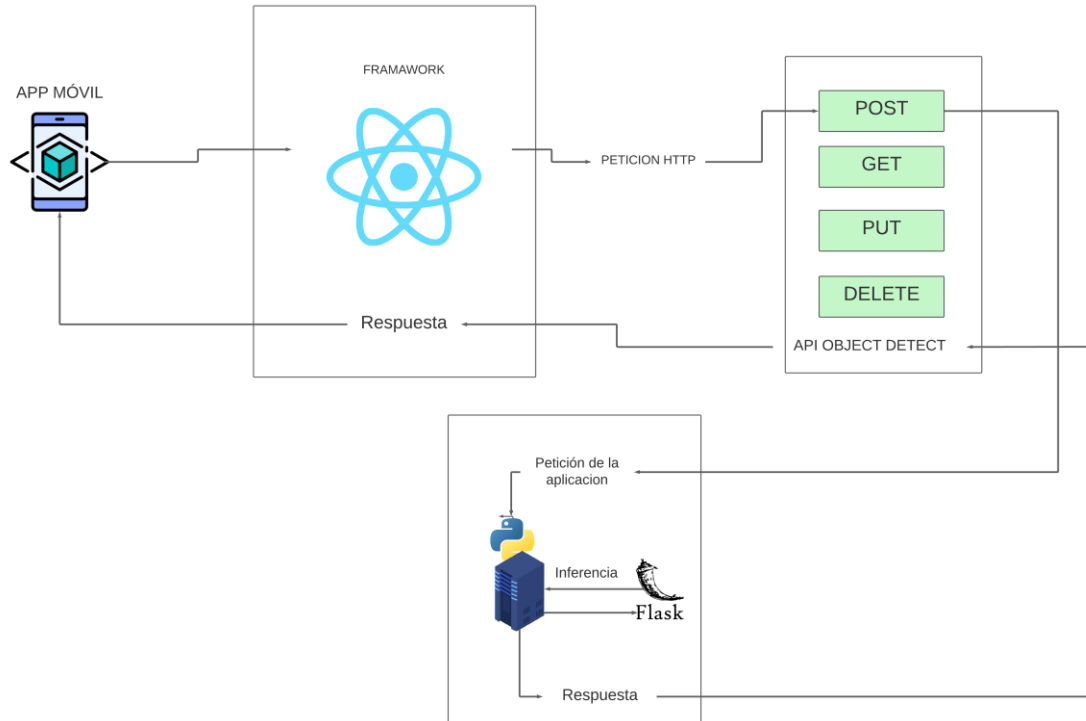 FRAMAWORK
APP MÓVIL
POST
PETICION HTTP
GET
PUT
DELETE
Respuesta
API OBJECT DETECT
Petición de la
aplicacion
Inferencia
Flask
Respuesta